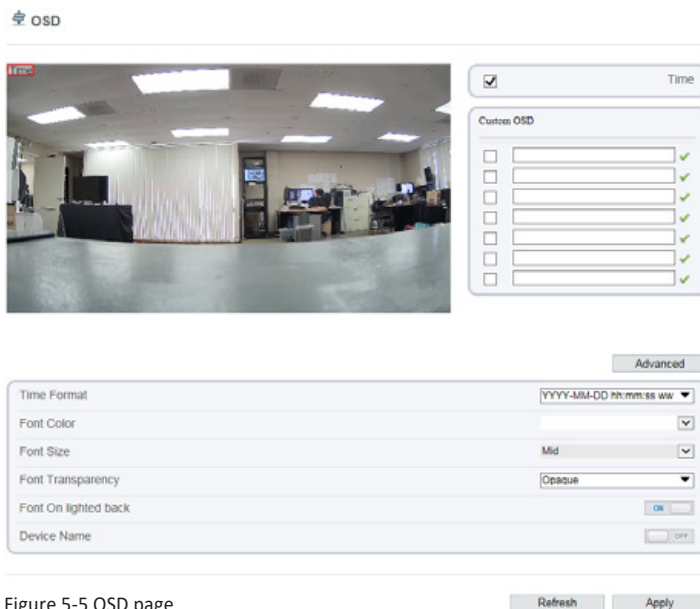 OSD
Time
Time
Custom OSD
Advanced
Time Format YYYY-MM-DD hh:mm:ss ww
Font Color
Font Size Mid
Font Transparency Opaque
Font On lighted back ON
Device Name OFF
Figure 5-5 OSD page
Refresh Apply